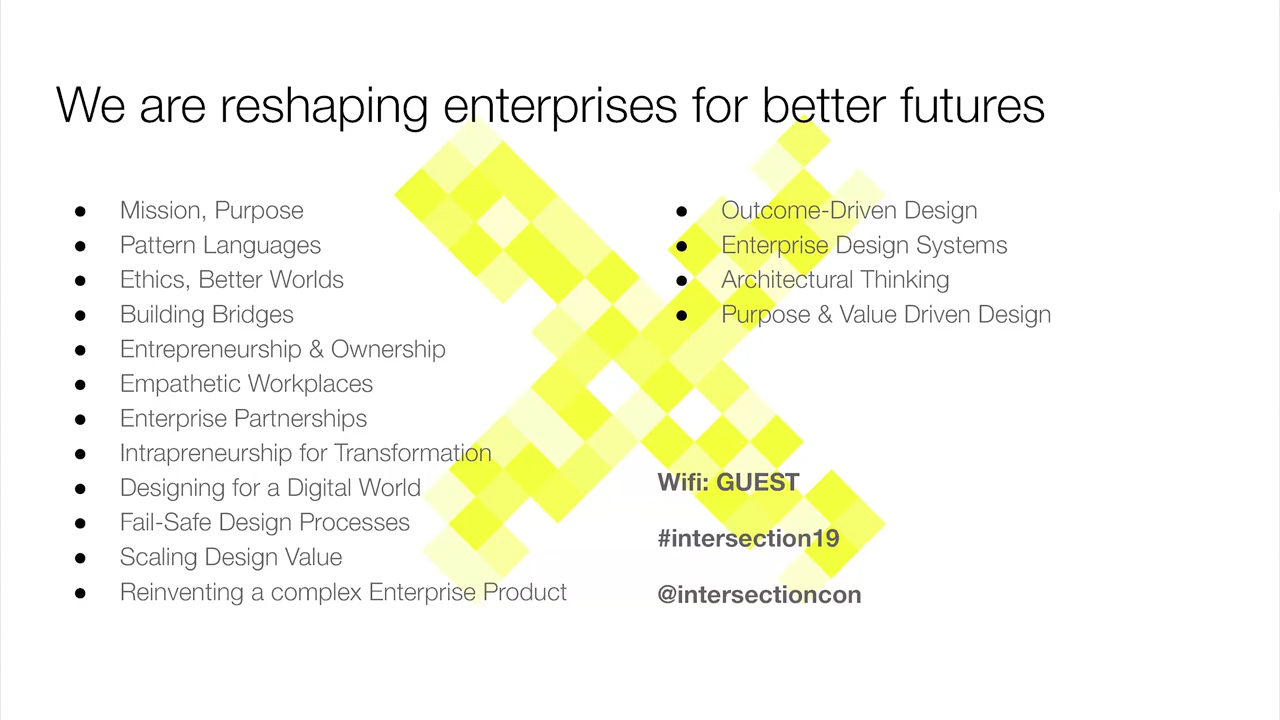 We are reshaping enterprises for better futures
● Mission, Purpose
● Pattern Languages
● Ethics, Better Worlds
● Building Bridges
● Entrepreneurship & Ownership
● Empathetic Workplaces
● Enterprise Partnerships
● Intrapreneurship for Transformation
● Designing for a Digital World
● Fail-Safe Design Processes
● Scaling Design Value
● Reinventing a complex Enterprise Product
● Outcome-Driven Design
● Enterprise Design Systems
● Architectural Thinking
● Purpose & Value Driven Design
Wifi: GUEST
#intersection19
@intersectioncon